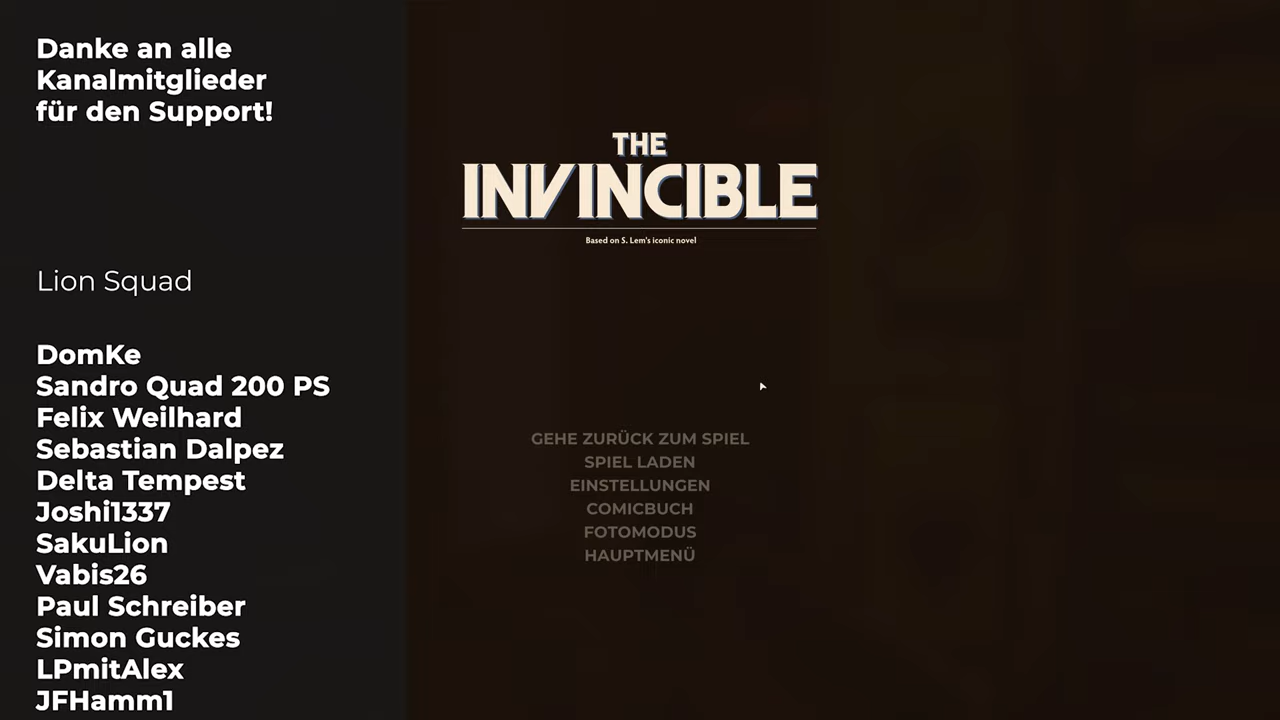 Danke an alle
Kanalmitglieder
für den Support!
Lion Squad
DomKe
Sandro Quad 200 PS
Felix Weilhard
Sebastian Dalpez
Delta Tempest
Joshi1337
SakuLion
Vabis26
Paul Schreiber
Simon Guckes
LPmitAlex
JFHamm1
THE
INVINCIBLE
Based on S. Lem's iconic novel
GEHE ZURÜCK ZUM SPIEL
SPIEL LADEN
EINSTELLUNGEN
COMICBUCH
FOTOMODUS
HAUPTMENÜ